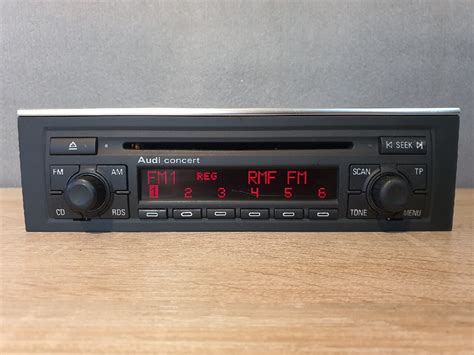 SEEK
Audi concert
FM AM
FM1 REG RMF FM
SCAN TP
1 2 3 4 5 6
CD RDS
TONE MENU